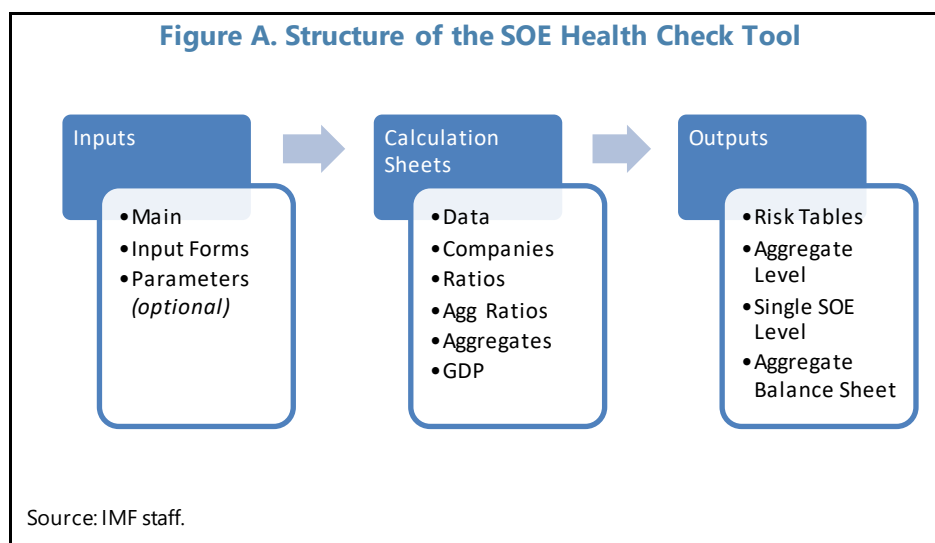 Figure A. Structure of the SOE Health Check Tool
Inputs
• Main
• Input Forms
• Parameters
(optional)
Calculation
Sheets
• Data
• Companies
• Ratios
• Agg Ratios
• Aggregates
• GDP
Outputs
• Risk Tables
• Aggregate
Level
• Single SOE
Level
• Aggregate
Balance Sheet
Source: IMF staff.